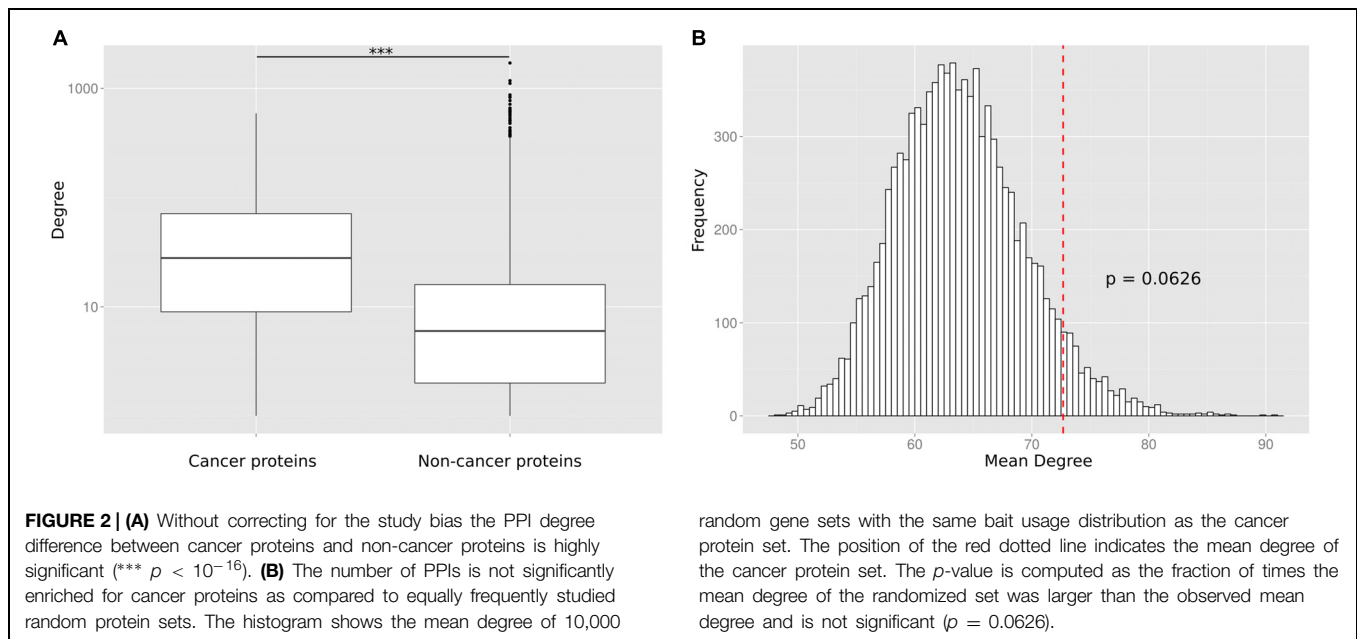 A
***
1000
10
Degree
Cancer proteins
Non-cancer proteins
B
300
200
100
0
Frequency
p = 0.0626
50
60
70
80
90
Mean Degree
FIGURE 2 | (A) Without correcting for the study bias the PPI degree
difference between cancer proteins and non-cancer proteins is highly
significant (*** p < 10−16). (B) The number of PPIs is not significantly
enriched for cancer proteins as compared to equally frequently studied
random protein sets. The histogram shows the mean degree of 10,000
random gene sets with the same bait usage distribution as the cancer
protein set. The position of the red dotted line indicates the mean degree of
the cancer protein set. The p-value is computed as the fraction of times the
mean degree of the randomized set was larger than the observed mean
degree and is not significant (p = 0.0626).